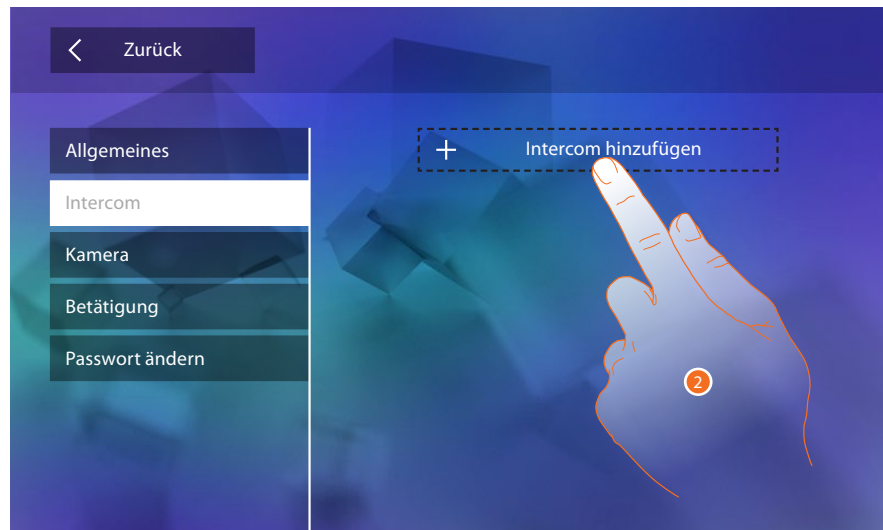 Zurück
Allgemeines
+ Intercom hinzufügen
Intercom
Kamera
Betätigung
Passwort ändern
2